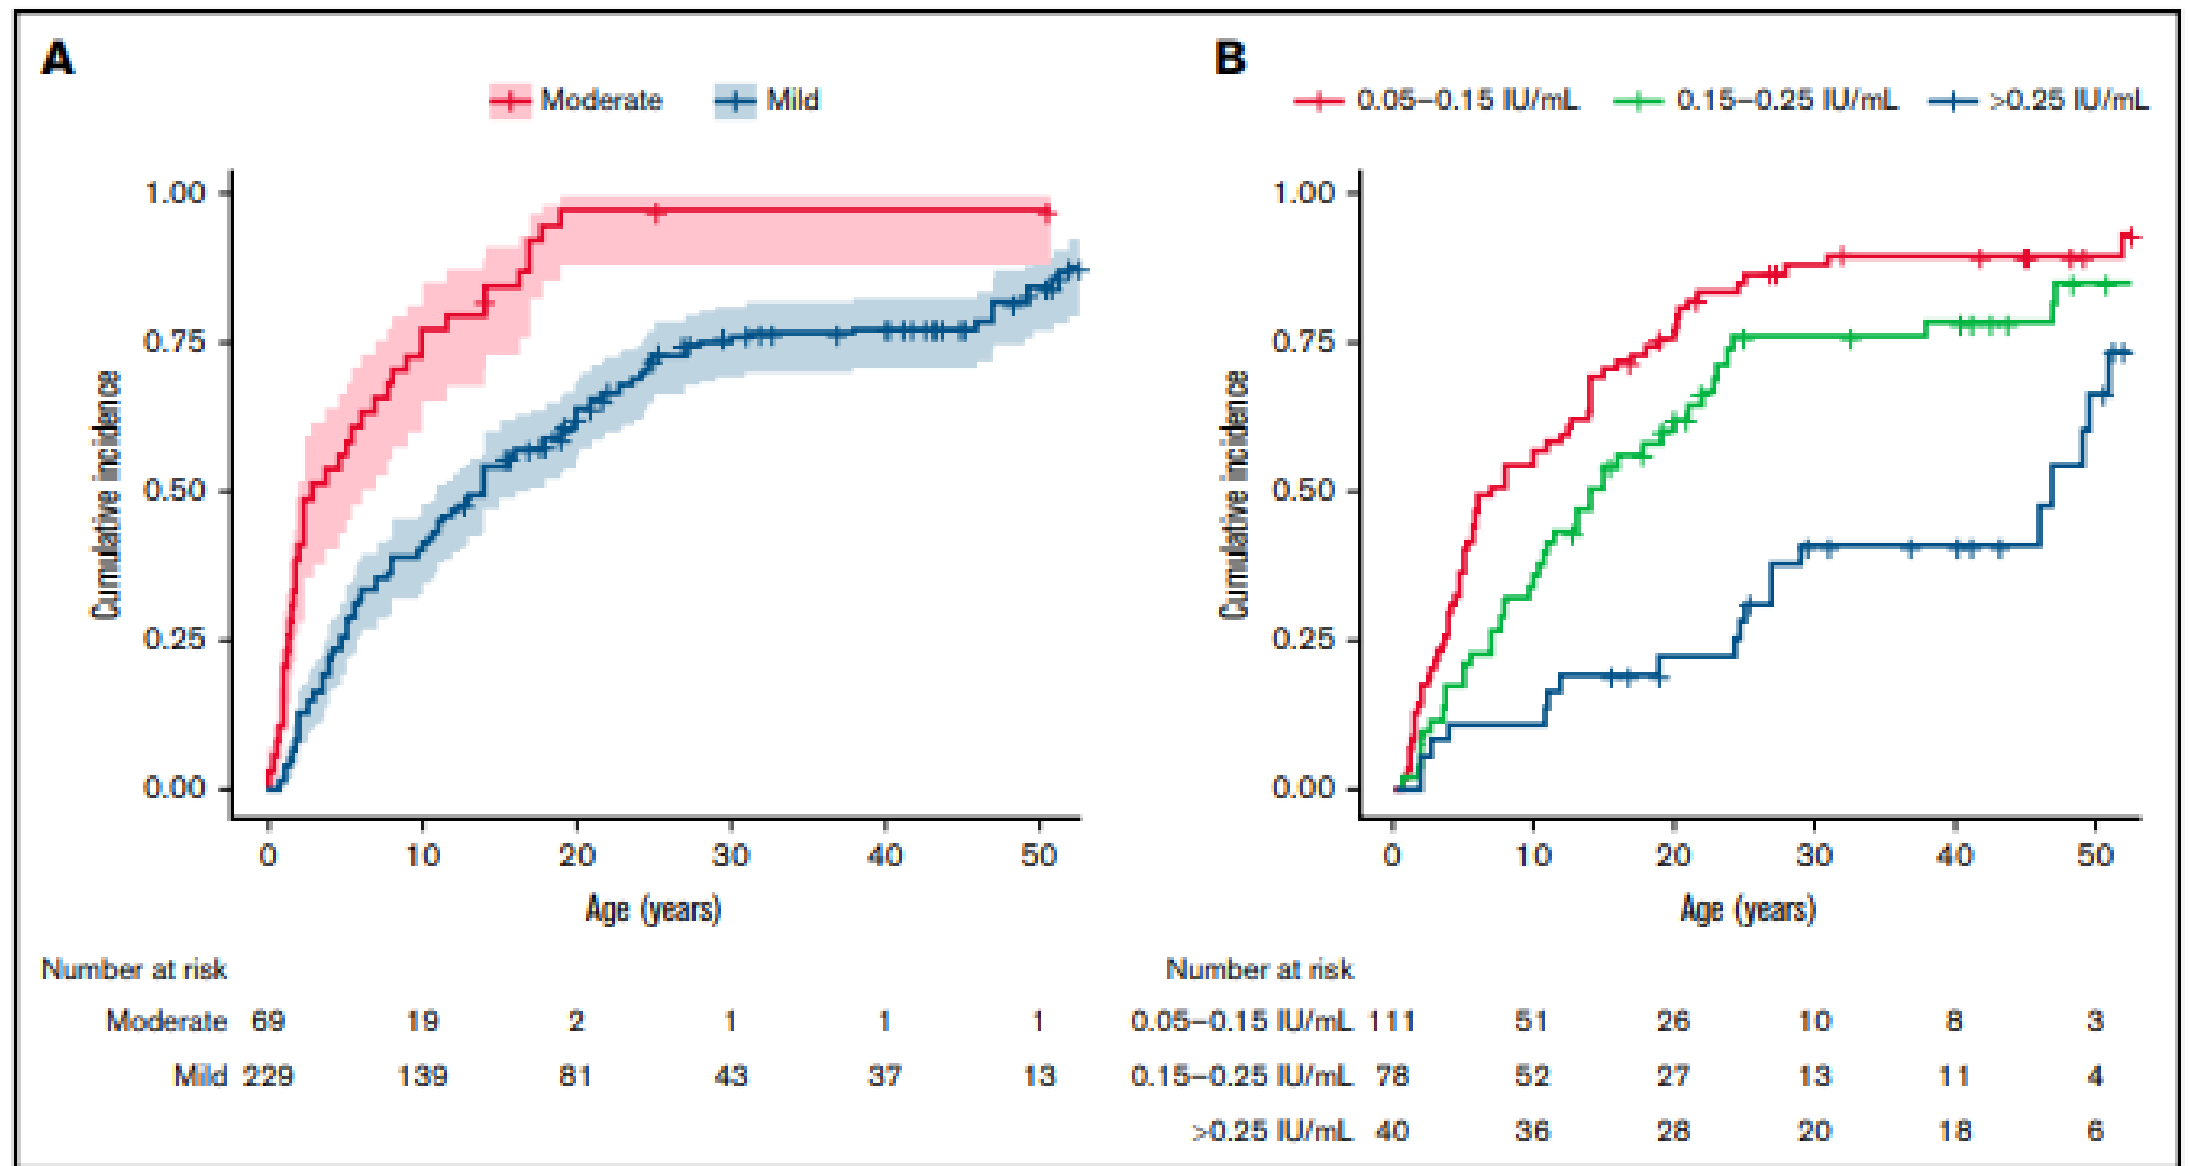 A
Moderate Mild
1.00
0.75
0.50
0.25
0.00
Cumulative incidence
0 10 20 30 40 50
Age (years)
Number at risk
Moderate 69 19 2 1 1 1
Mild 229 139 81 43 37 13
B
0.05–0.15 IU/mL 0.15–0.25 IU/mL >0.25 IU/mL
1.00
0.75
0.50
0.25
0.00
Cumulative incidence
0 10 20 30 40 50
Age (years)
Number at risk
0.05–0.15 IU/mL 111 51 26 10 8 3
0.15–0.25 IU/mL 78 52 27 13 11 4
>0.25 IU/mL 40 36 28 20 18 6